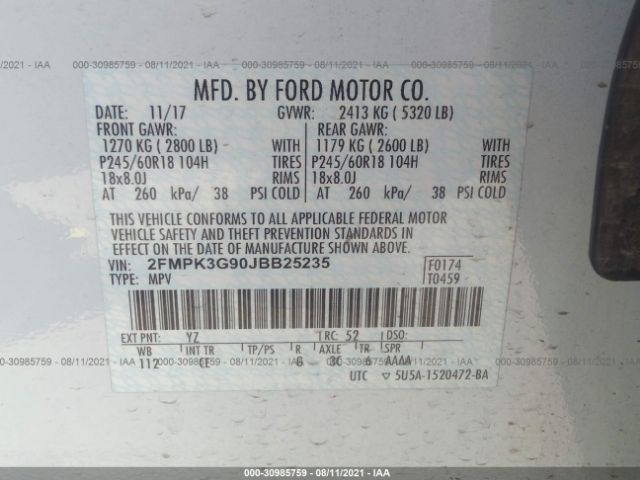 000-30985759 - 08/11/2021 - IAA
MFD. BY FORD MOTOR CO.
DATE: 11/17 GVWR: 2413 KG ( 5320 LB)
FRONT GAWR: REAR GAWR:
1270 KG ( 2800 LB) WITH 1179 KG ( 2600 LB) WITH
P245/60R18 104H TIRES P245/60R18 104H TIRES
18x8.0J RIMS 18x8.0J RIMS
AT 260 kPa/ 38 PSI COLD AT 260 kPa/ 38 PSI COLD
THIS VEHICLE CONFORMS TO ALL APPLICABLE FEDERAL MOTOR
VEHICLE SAFETY AND THEFT PREVENTION STANDARDS IN
EFFECT ON THE DATE OF MANUFACTURE SHOWN ABOVE.
VIN: 2FMPK3G90JBB25235 F0174
TYPE: MPV T0459
EXT PNT: YZ RC: 52 DSO:
WB INT TR TP/PS R AXLE TR SPR
112 CE G 3C 6 AAAA
UTC ▽ 5U5A-1520472-BA
000-30985759 - 08/11/2021 - IAA